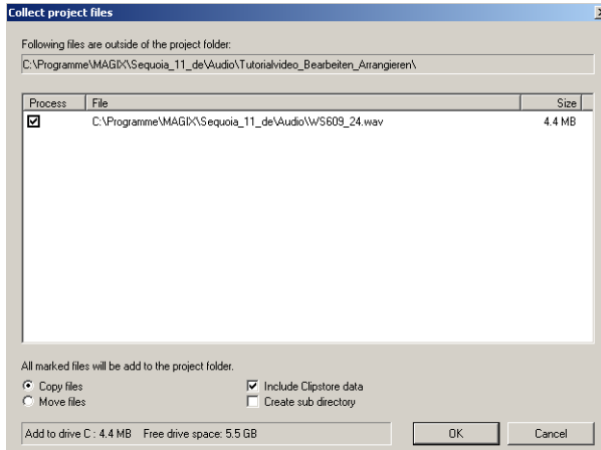 Collect project files
Following files are outside of the project folder:
C:\Programme\MAGIX\Sequoia_11_de\Audio\Tutorialvideo_Bearbeiten_Arrangieren\
Process File Size
C:\Programme\MAGIX\Sequoia_11_de\Audio\WS609_24.wav 4.4 MB
All marked files will be add to the project folder.
Copy files Include Clipstore data
Move files Create sub directory
Add to drive C : 4.4 MB Free drive space: 5.5 GB OK Cancel